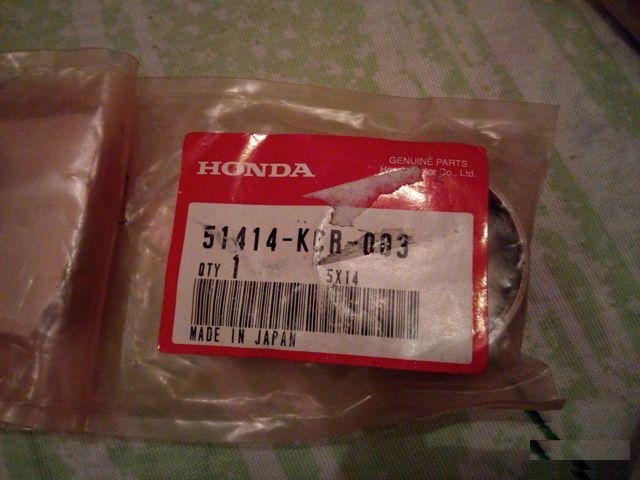 HONDA
GENUINE PARTS
Co., Ltd.
51414-KCR-003
QTY 1
5X14
MADE IN JAPAN